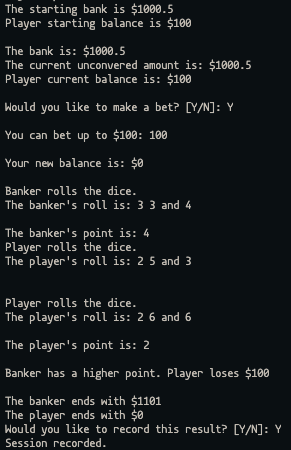 The starting bank is $1000.5
Player starting balance is $100
The bank is: $1000.5
The current unconvered amount is: $1000.5
Player current balance is: $100
Would you like to make a bet? [Y/N]: Y
You can bet up to $100: 100
Your new balance is: $0
Banker rolls the dice.
The banker's roll is: 3 3 and 4
The banker's point is: 4
Player rolls the dice.
The player's roll is: 2 5 and 3
Player rolls the dice.
The player's roll is: 2 6 and 6
The player's point is: 2
Banker has a higher point. Player loses $100
The banker ends with $1101
The player ends with $0
Would you like to record this result? [Y/N]: Y
Session recorded.